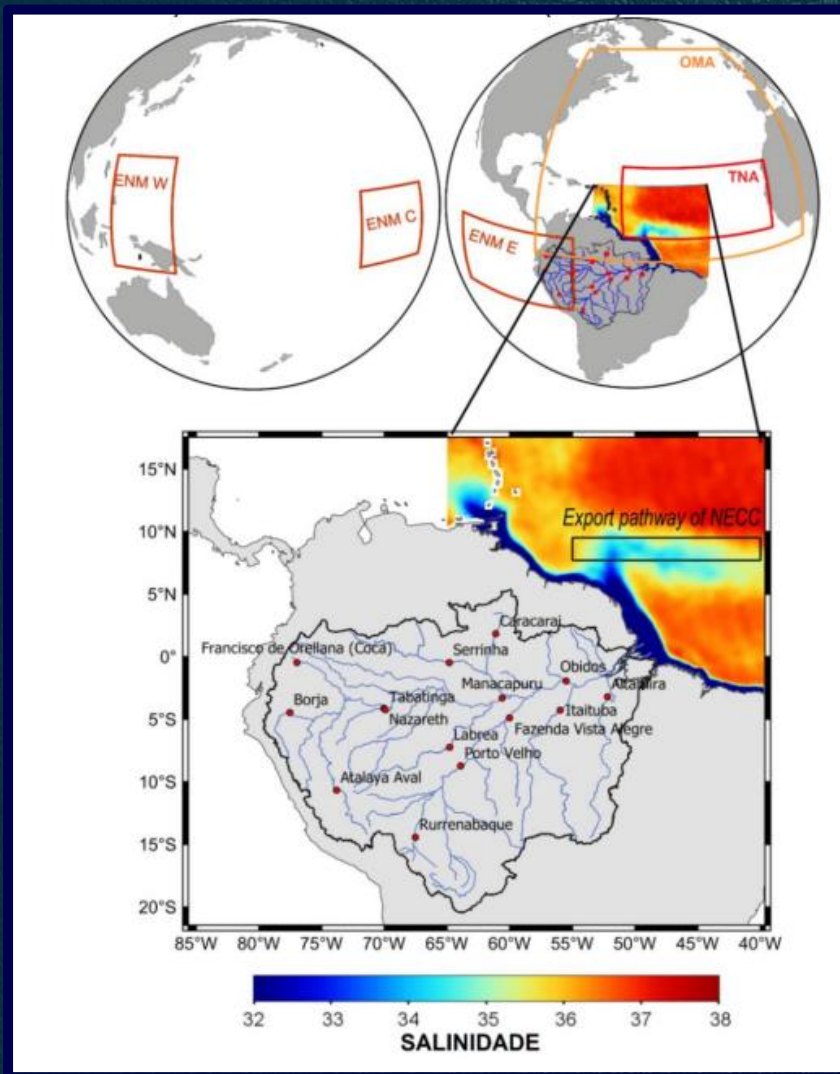 OMA
TNA
ENM W
ENM C
ENM E
15°N
10°N
5°N
0°
5°S
10°S
15°S
20°S
Export pathway of NECC
Caracarai
Francisco de Orellana (Coca)
Serrinha
Obidos
Manacapuru
Altamira
Borja
Tabatinga
Nazareth
Itaituba
Fazenda Vista Alegre
Labrea
Porto Velho
Atalaya Aval
Rurrenabaque
85°W 80°W 75°W 70°W 65°W 60°W 55°W 50°W 45°W 40°W
32 33 34 35 36 37 38
SALINIDADE